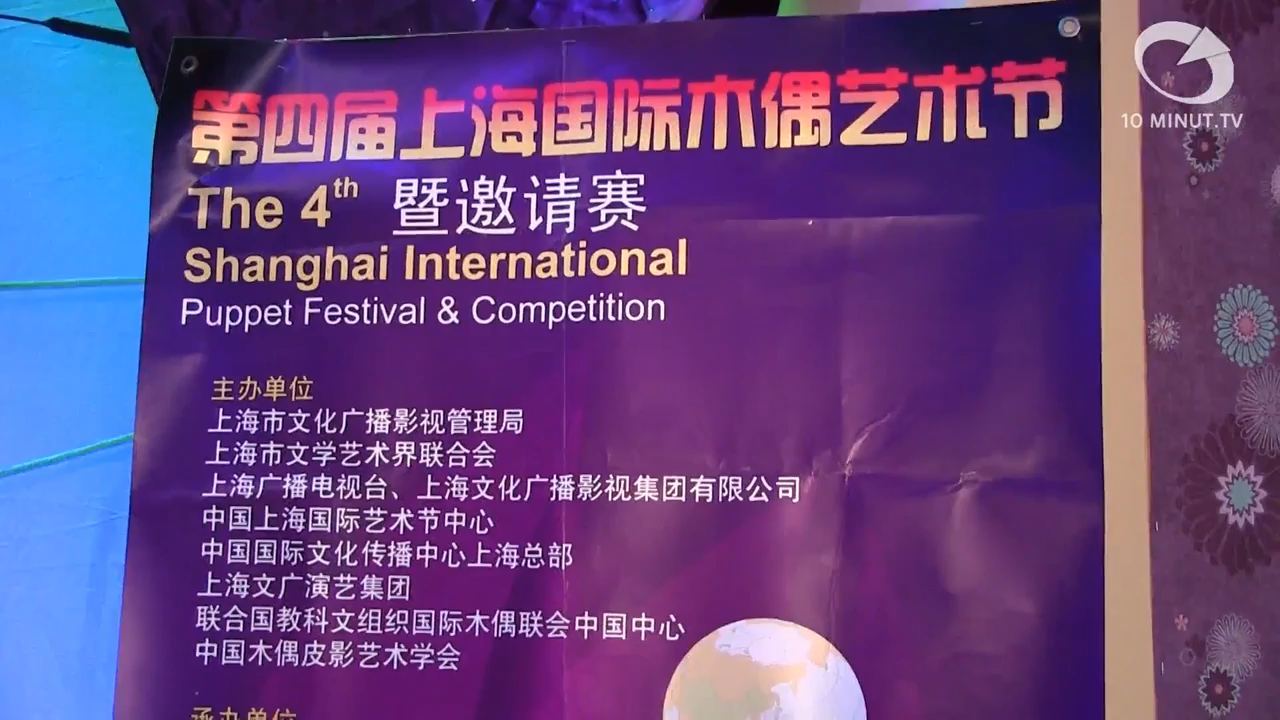 10 MINUT.TV
第四届上海国际木偶艺术节
The 4th 暨邀请赛
Shanghai International
Puppet Festival & Competition
主办单位
上海市文化广播影视管理局
上海市文学艺术界联合会
上海广播电视台、上海文化广播影视集团有限公司
中国上海国际艺术节中心
中国国际文化传播中心上海总部
上海文广演艺集团
联合国教科文组织国际木偶联会中国中心
中国木偶皮影艺术学会
承办单位